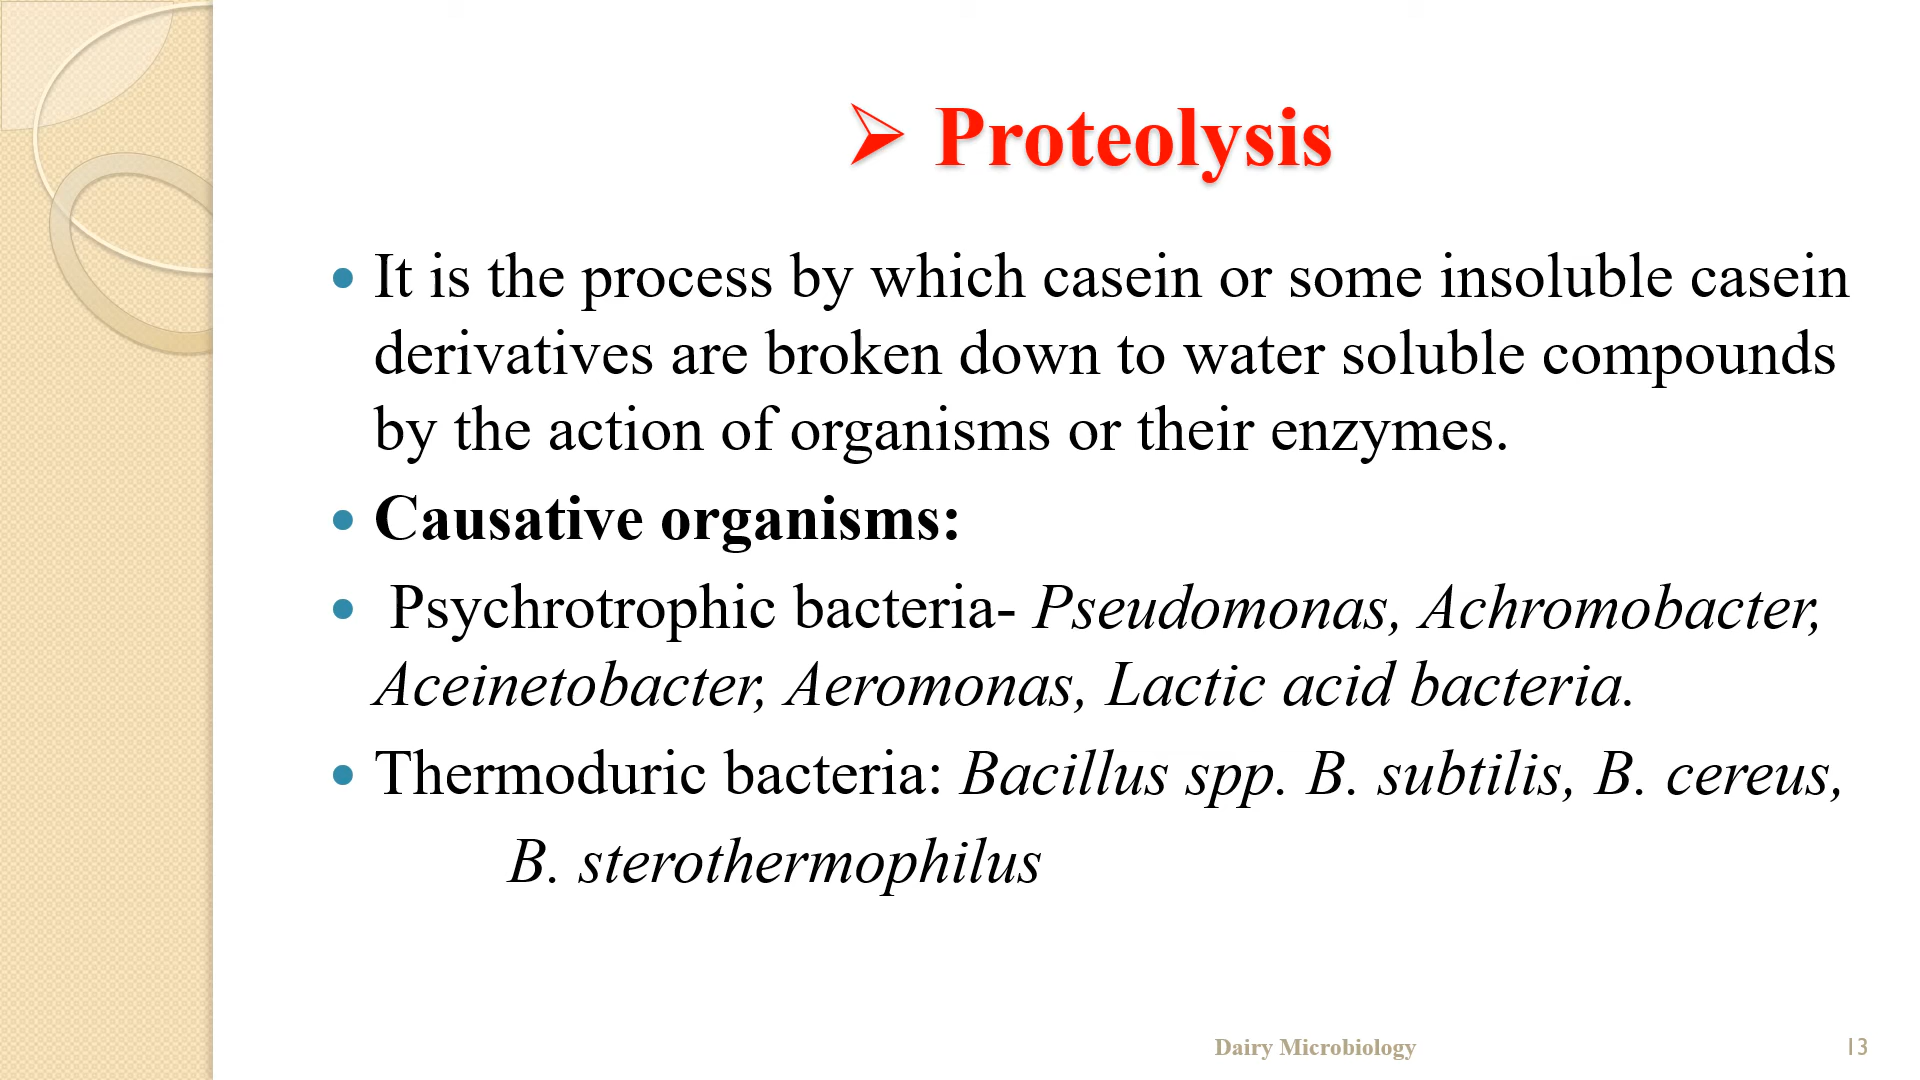 ➢ Proteolysis
• It is the process by which casein or some insoluble casein
derivatives are broken down to water soluble compounds
by the action of organisms or their enzymes.
• Causative organisms:
• Psychrotrophic bacteria- Pseudomonas, Achromobacter,
Aceinetobacter, Aeromonas, Lactic acid bacteria.
• Thermoduric bacteria: Bacillus spp. B. subtilis, B. cereus,
B. sterothermophilus
Dairy Microbiology
13